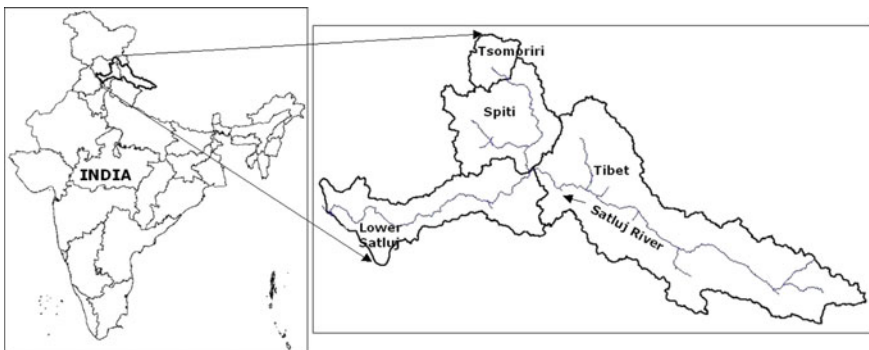 INDIA
Tsomoriri
Spiti
Tibet
Satluj River
Lower
Satluj